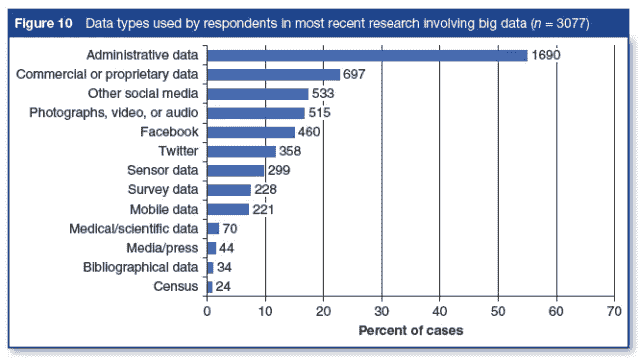 Figure 10 Data types used by respondents in most recent research involving big data (n = 3077)
Administrative data 1690
Commercial or proprietary data 697
Other social media 533
Photographs, video, or audio 515
Facebook 460
Twitter 358
Sensor data 299
Survey data 228
Mobile data 221
Medical/scientific data 70
Media/press 44
Bibliographical data 34
Census 24
0 10 20 30 40 50 60 70
Percent of cases